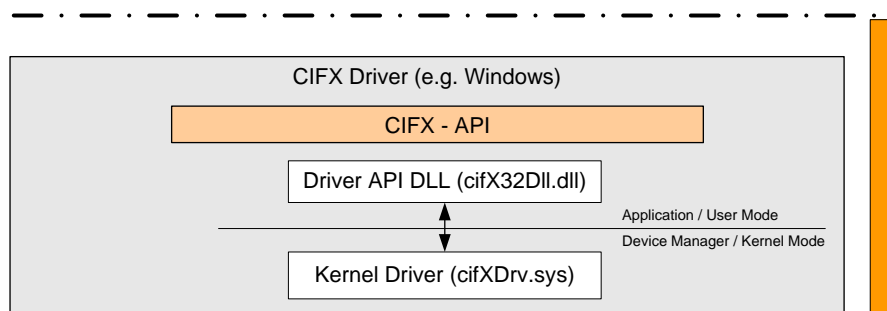 CIFX Driver (e.g. Windows)
CIFX - API
Driver API DLL (cifX32Dll.dll)
Application / User Mode
Device Manager / Kernel Mode
Kernel Driver (cifXDrv.sys)